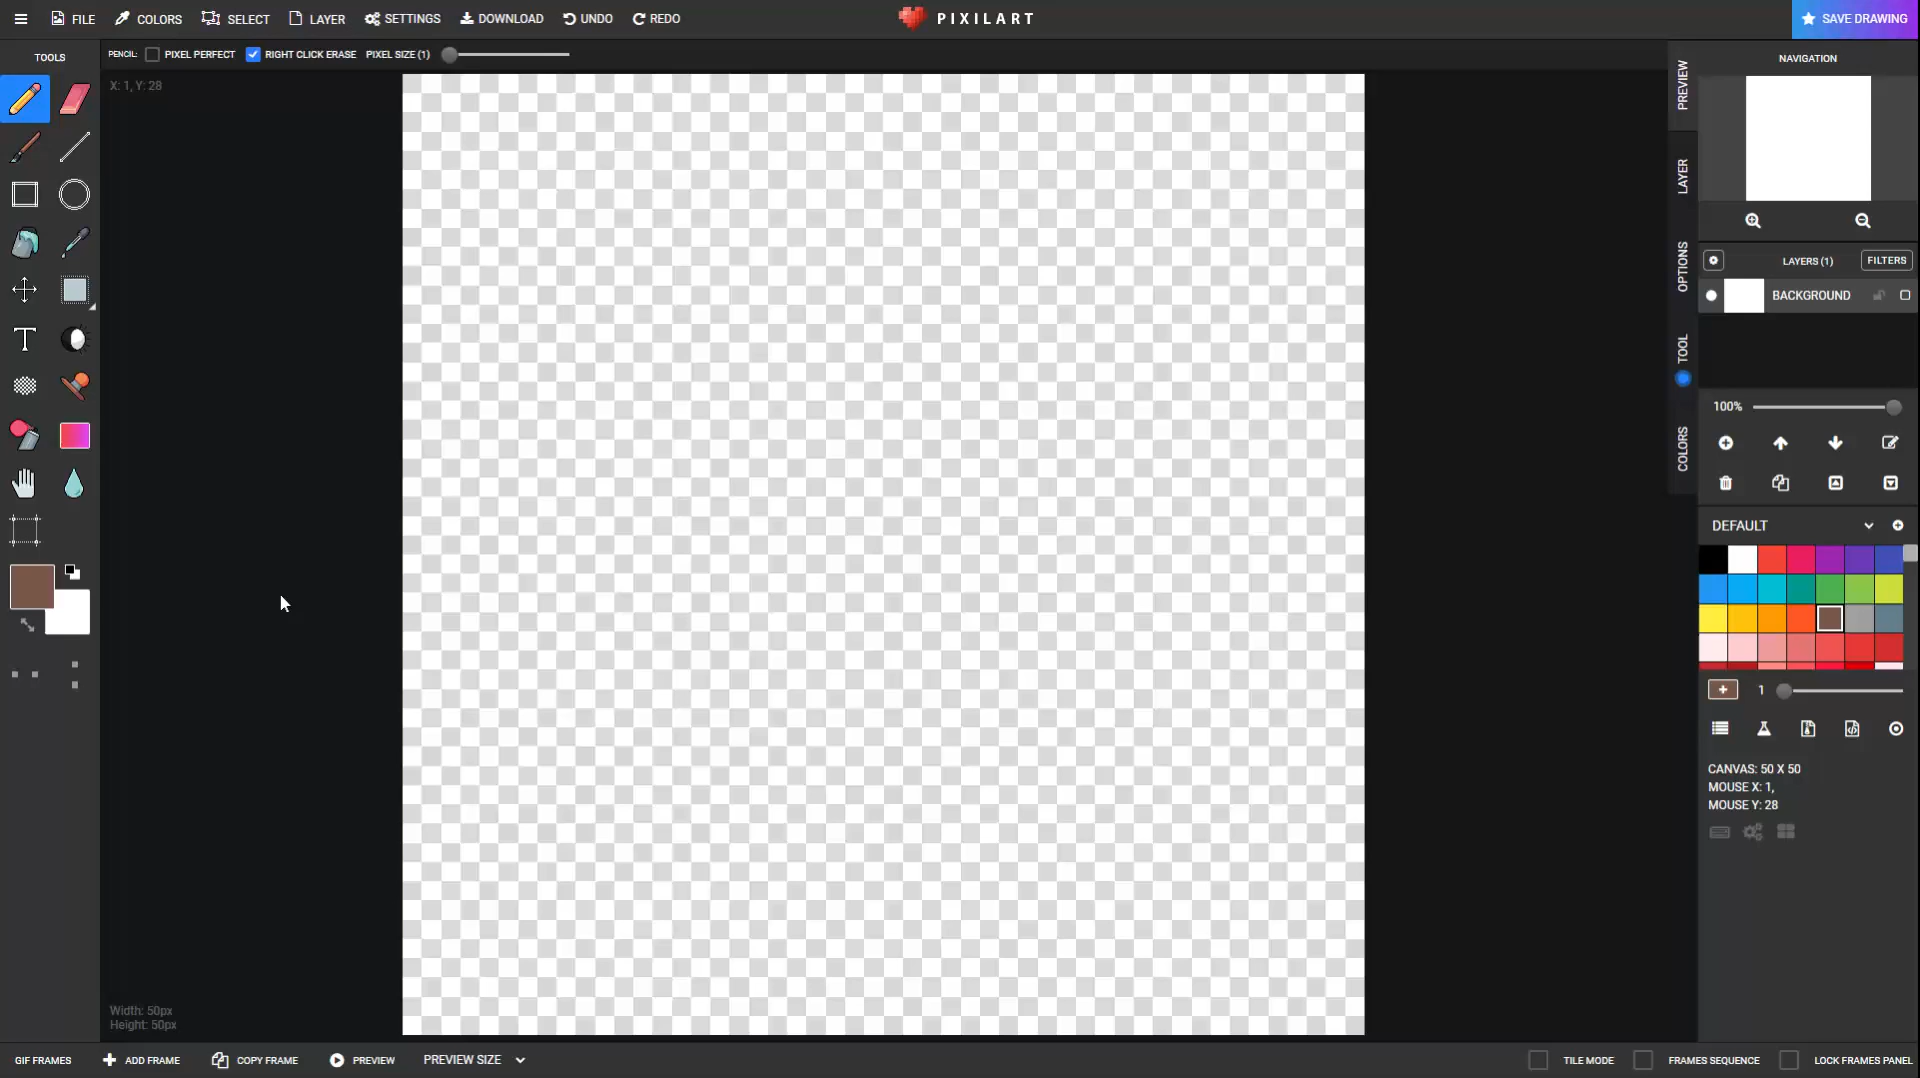 FILE COLORS SELECT LAYER SETTINGS DOWNLOAD UNDO REDO PIXILART SAVE DRAWING
TOOLS
PENCIL: PIXEL PERFECT RIGHT CLICK ERASE PIXEL SIZE (1)
X: 1, Y: 28
Width: 50px
Height: 50px
PREVIEW
LAYER
OPTIONS
TOOL
COLORS
NAVIGATION
LAYERS (1) FILTERS
BACKGROUND
100%
DEFAULT
1
CANVAS: 50 X 50
MOUSE X: 1,
MOUSE Y: 28
GIF FRAMES ADD FRAME COPY FRAME PREVIEW PREVIEW SIZE TILE MODE FRAMES SEQUENCE LOCK FRAMES PANEL